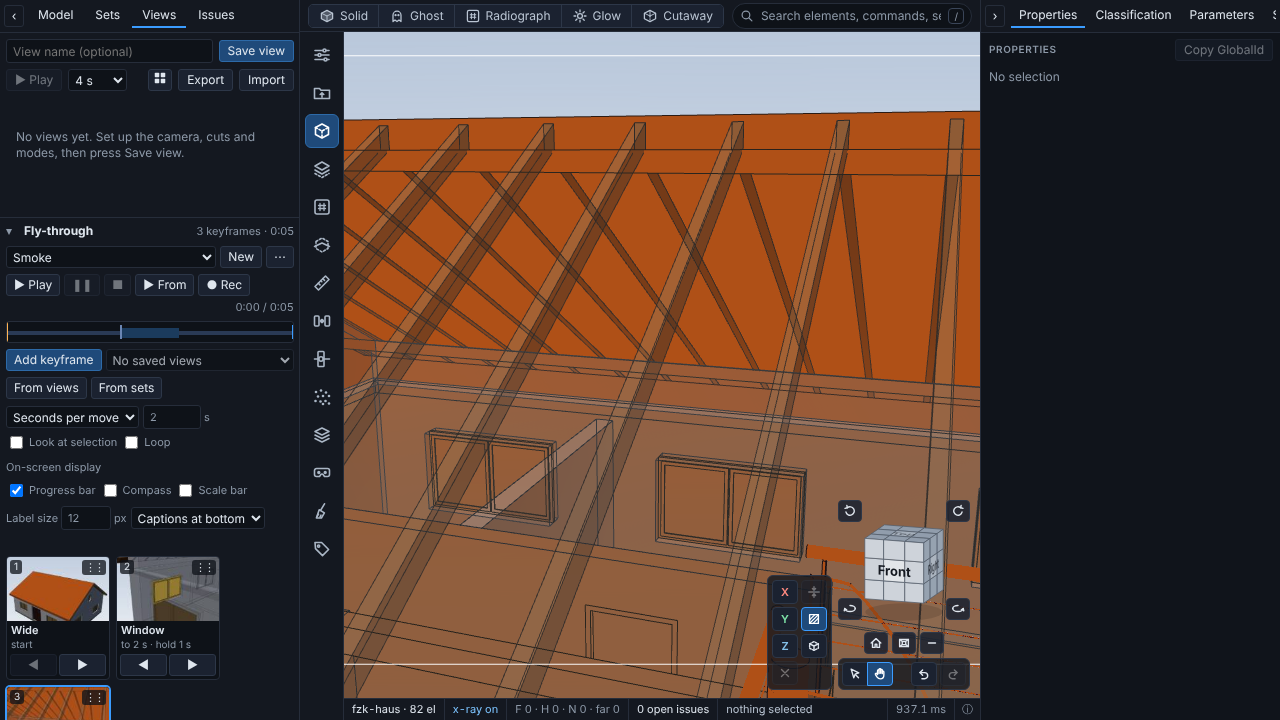 Model Sets Views Issues
Solid Ghost Radiograph Glow Cutaway
Search elements, commands, /
Properties Classification Parameters
View name (optional) Save view
Play 4 s Export Import
PROPERTIES Copy GlobalId
No selection
No views yet. Set up the camera, cuts and
modes, then press Save view.
Fly-through 3 keyframes · 0:05
Smoke New ···
Play From Rec
0:00 / 0:05
Add keyframe No saved views
From views From sets
Seconds per move 2 s
Look at selection Loop
On-screen display
Progress bar Compass Scale bar
Label size 12 px Captions at bottom
1 2
Wide Window
start to 2 s · hold 1 s
3
Front Right
X
Y
Z
fzk-haus · 82 el x-ray on F 0 · H 0 · N 0 · far 0 0 open issues nothing selected 937.1 ms